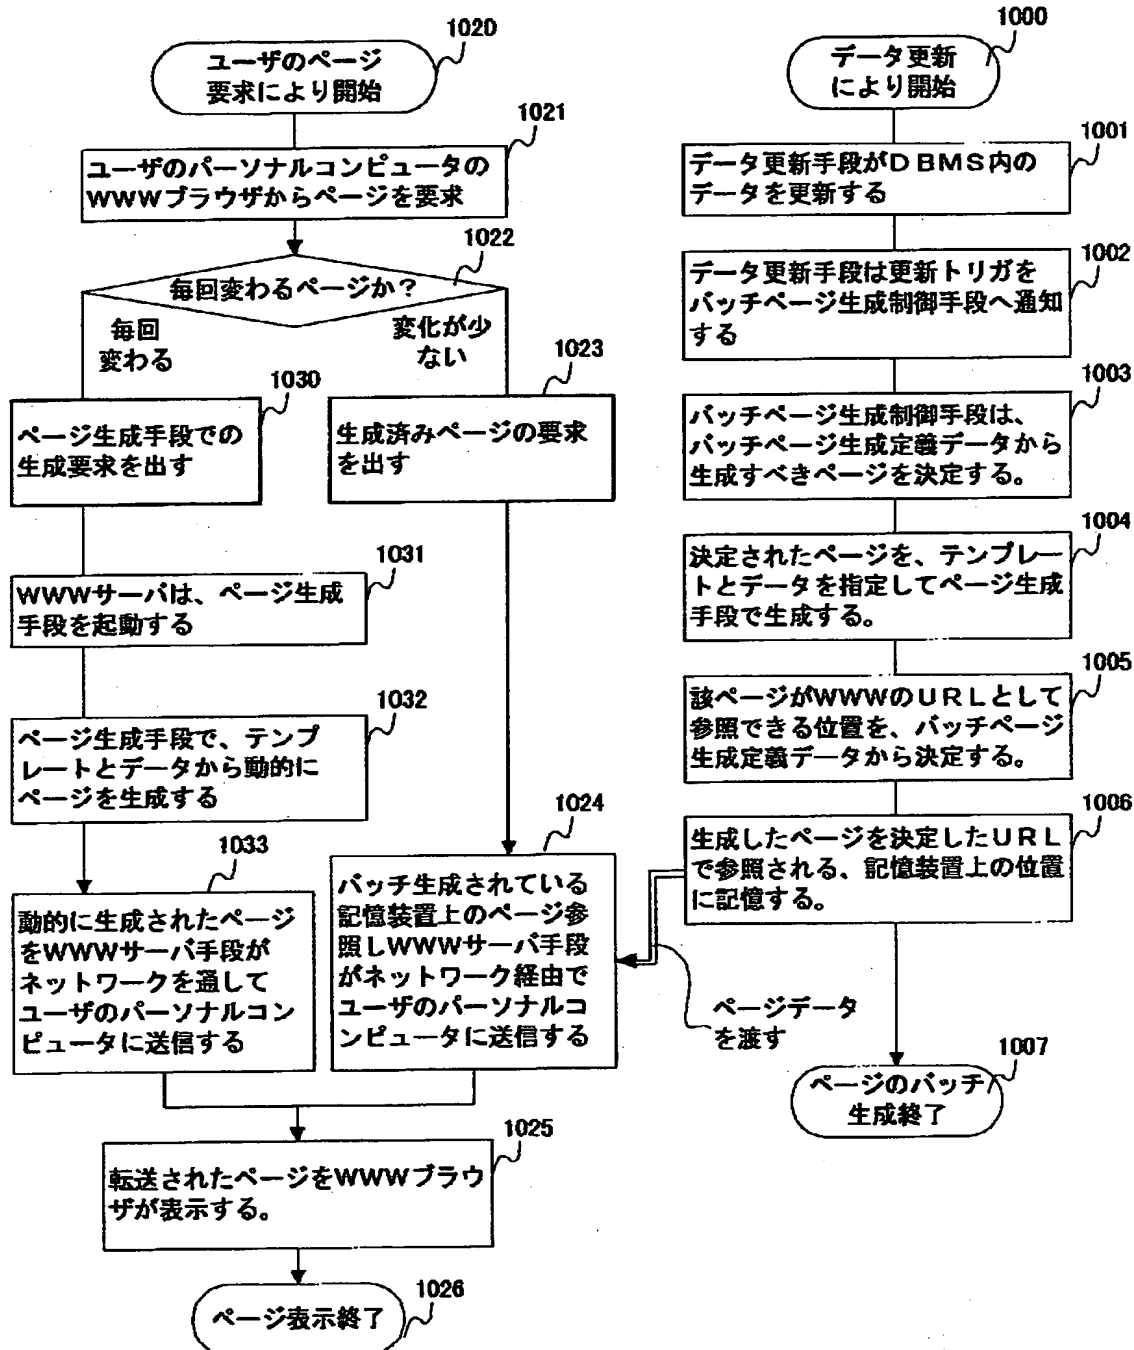 1020
ユーザのページ
要求により開始
1021
ユーザのパーソナルコンピュータの
WWWブラウザからページを要求
1022
毎回変わるページか?
毎回
変わる
変化が少
ない
1030
ページ生成手段での
生成要求を出す
1023
生成済みページの要求
を出す
1031
WWWサーバは、ページ生成
手段を起動する
1032
ページ生成手段で、テンプ
レートとデータから動的に
ページを生成する
1033
動的に生成されたページ
をWWWサーバ手段が
ネットワークを通して
ユーザのパーソナルコン
ピュータに送信する
1024
バッチ生成されている
記憶装置上のページ参
照しWWWサーバ手段
がネットワーク経由で
ユーザのパーソナルコ
ンピュータに送信する
1025
転送されたページをWWWブラウ
ザが表示する。
1026
ページ表示終了
1000
データ更新
により開始
1001
データ更新手段がDBMS内の
データを更新する
1002
データ更新手段は更新トリガを
バッチページ生成制御手段へ通知
する
1003
バッチページ生成制御手段は、
バッチページ生成定義データから
生成すべきページを決定する。
1004
決定されたページを、テンプレー
トとデータを指定してページ生成
手段で生成する。
1005
該ページがWWWのURLとして
参照できる位置を、バッチページ
生成定義データから決定する。
1006
生成したページを決定したURL
で参照される、記憶装置上の位置
に記憶する。
ページデータ
を渡す
1007
ページのバッチ
生成終了